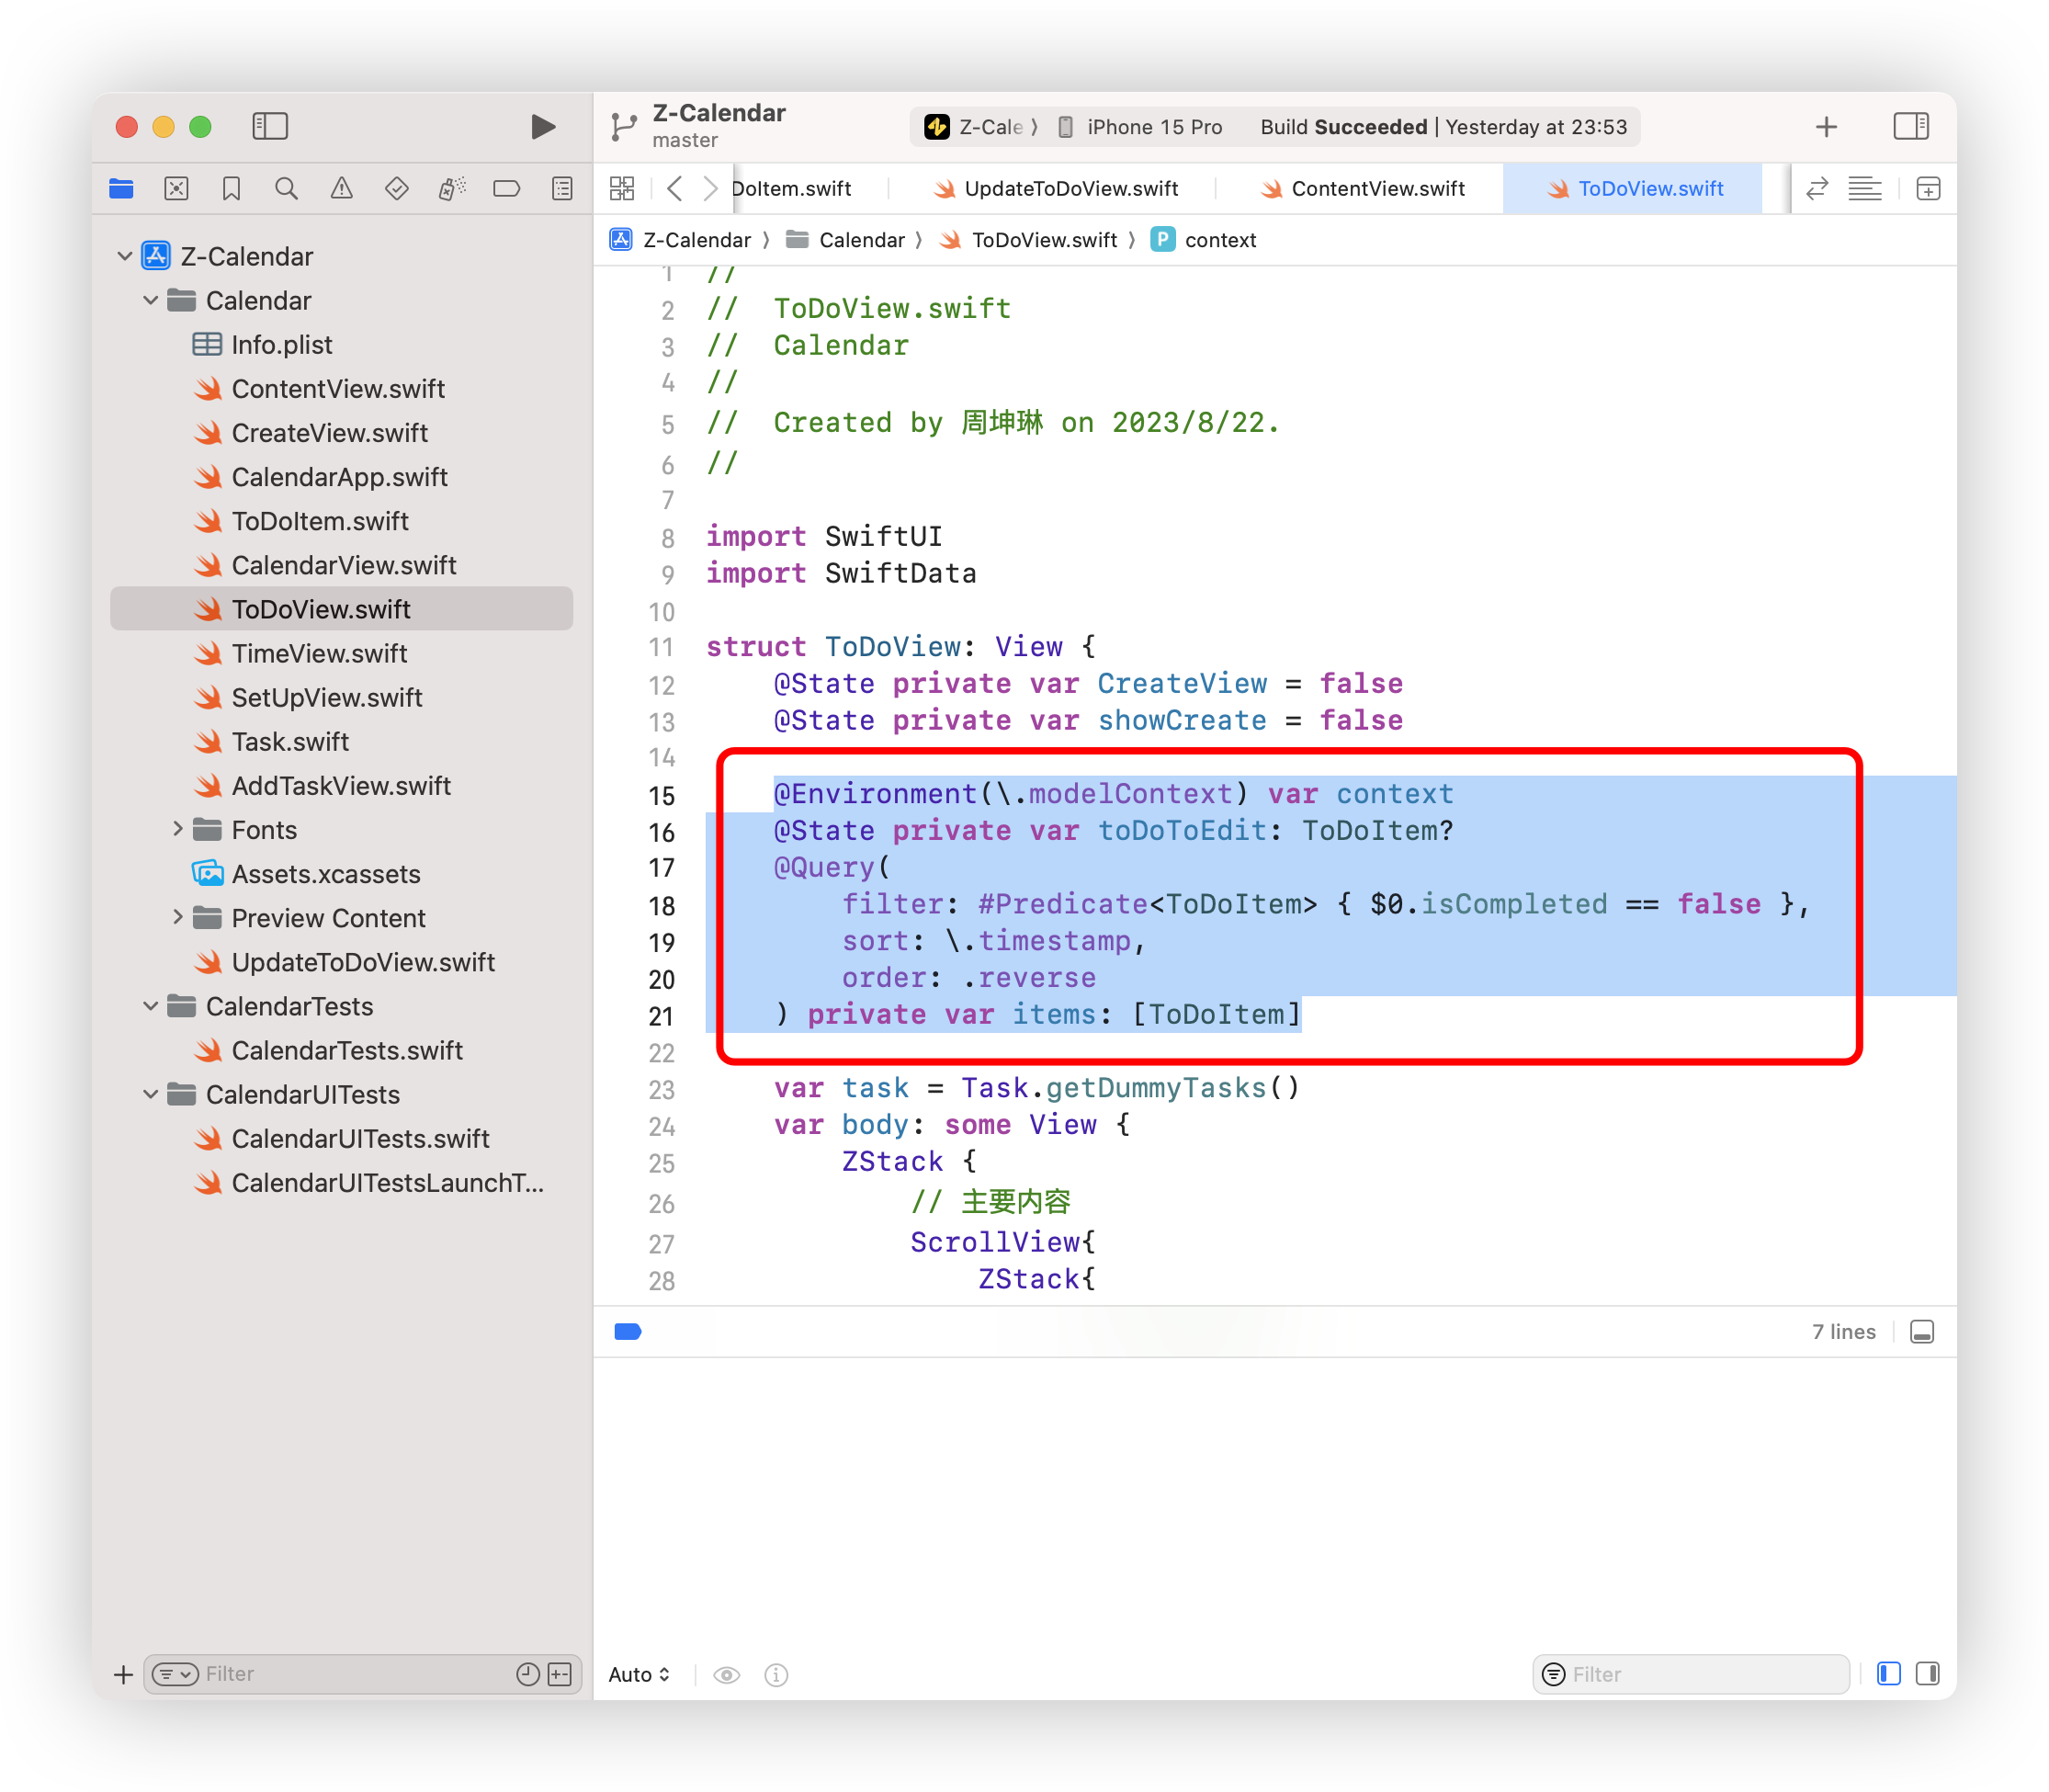 Z-Calendar
master
Z-Cale
iPhone 15 Pro
Build Succeeded | Yesterday at 23:53
DoItem.swift
UpdateToDoView.swift
ContentView.swift
ToDoView.swift
Z-Calendar
Calendar
ToDoView.swift
P context
Z-Calendar
Calendar
Info.plist
ContentView.swift
CreateView.swift
CalendarApp.swift
ToDoItem.swift
CalendarView.swift
ToDoView.swift
TimeView.swift
SetUpView.swift
Task.swift
AddTaskView.swift
Fonts
Assets.xcassets
Preview Content
UpdateToDoView.swift
CalendarTests
CalendarTests.swift
CalendarUITests
CalendarUITests.swift
CalendarUITestsLaunchT...
Filter
1 //
2 //  ToDoView.swift
3 //  Calendar
4 //
5 //  Created by 周坤琳 on 2023/8/22.
6 //
7
8 import SwiftUI
9 import SwiftData
10
11 struct ToDoView: View {
12     @State private var CreateView = false
13     @State private var showCreate = false
14
15     @Environment(\.modelContext) var context
16     @State private var toDoToEdit: ToDoItem?
17     @Query(
18         filter: #Predicate<ToDoItem> { $0.isCompleted == false },
19         sort: \.timestamp,
20         order: .reverse
21     ) private var items: [ToDoItem]
22
23     var task = Task.getDummyTasks()
24     var body: some View {
25         ZStack {
26             // 主要内容
27             ScrollView{
28                 ZStack{
7 lines
Auto
Filter